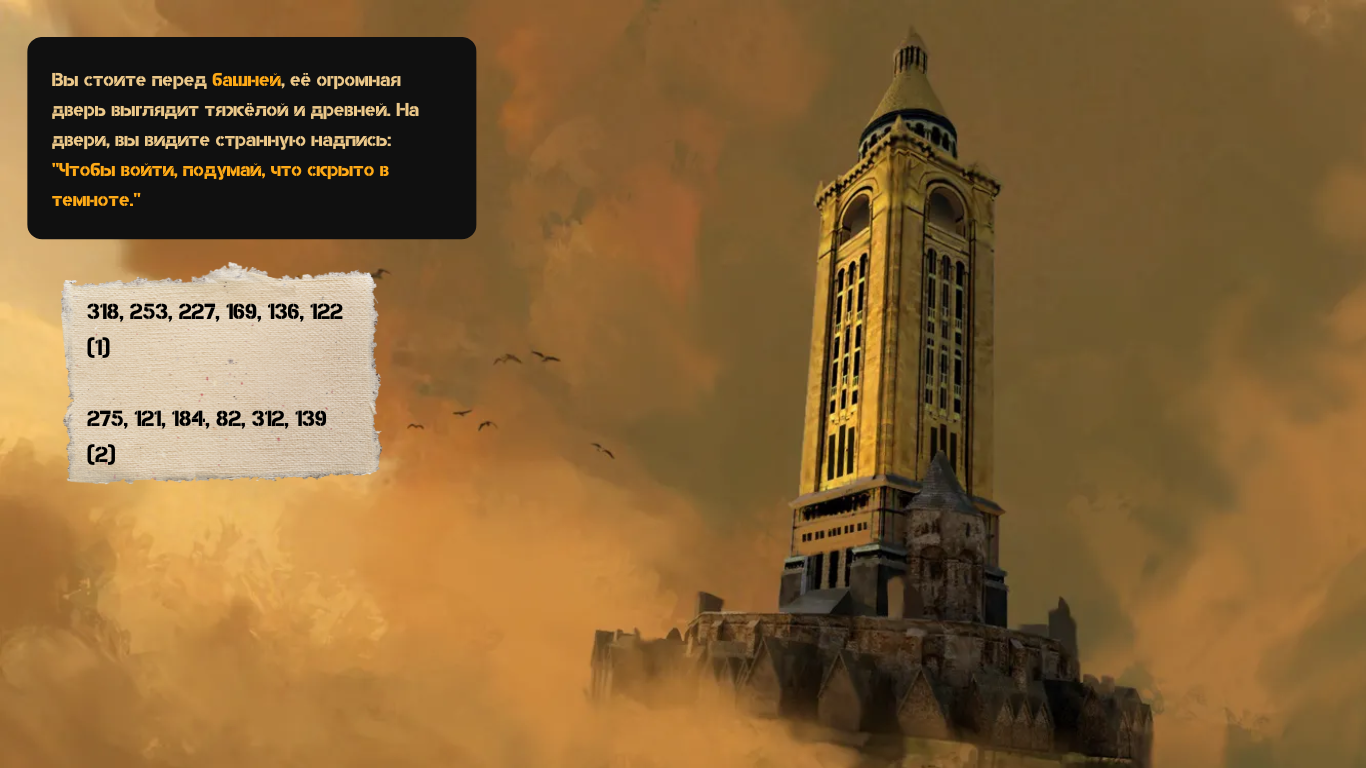 Вы стоите перед башней, её огромная
дверь выглядит тяжёлой и древней. На
двери, вы видите странную надпись:
"Чтобы войти, подумай, что скрыто в
темноте."
318, 253, 227, 169, 136, 122
(1)
275, 121, 184, 82, 312, 139
(2)